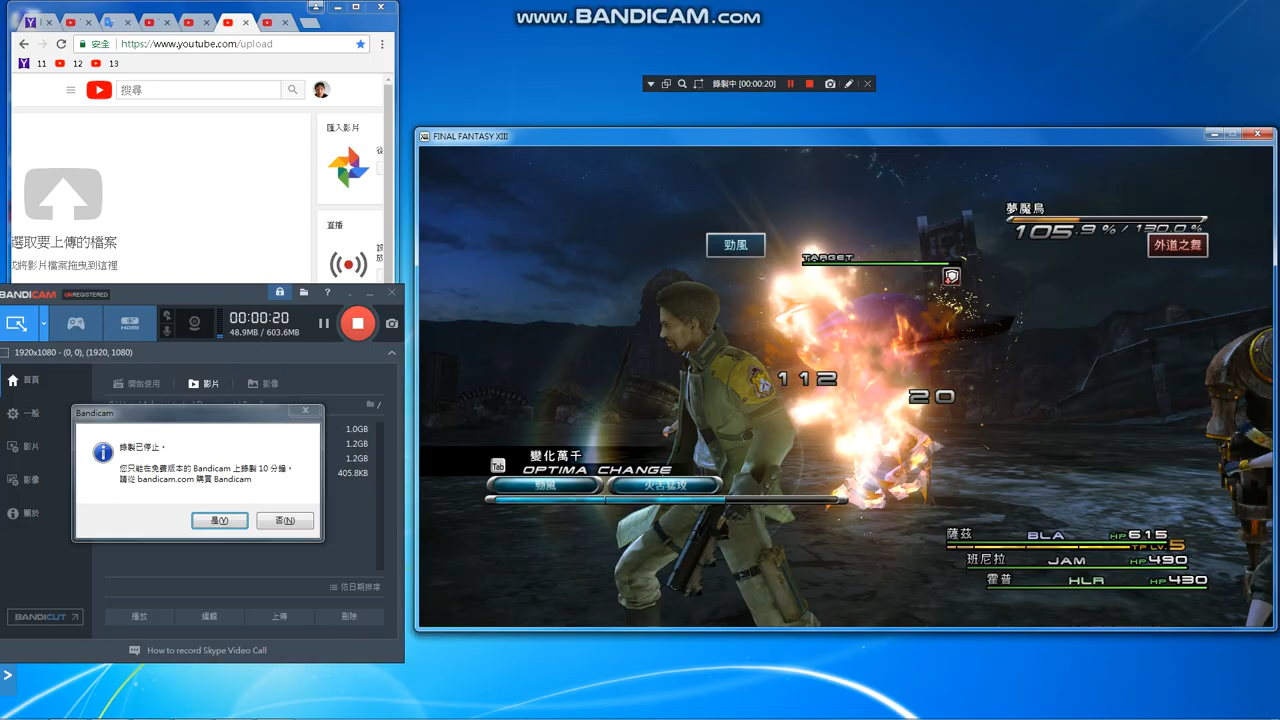 www.BANDICAM.com
安全 https://www.youtube.com/upload
11 12 13
搜尋
匯入影片
選取要上傳的檔案
將影片檔案拖曳到這裡
直播
錄製中 [00:00:20]
BANDICAM UNREGISTERED
HDMI
00:00:20
48.9MB / 603.6MB
1920x1080 - (0, 0), (1920, 1080)
首頁
一般
影片
影像
關於
開始使用
影片
影像
1.0GB
1.2GB
1.2GB
405.8KB
Bandicam
錄製已停止。
您只能在免費版本的 Bandicam 上錄製 10 分鐘。
請從 bandicam.com 購買 Bandicam
是(Y)
否(N)
依日期排序
播放
編輯
上傳
刪除
BANDICUT
How to record Skype Video Call
FINAL FANTASY XIII
夢魘鳥
105.9% / 130.0%
外道之舞
勁風
TARGET
112
20
變化萬千
Tab
OPTIMA CHANGE
勁風
火舌猛攻
薩茲 BLA HP 615
TP LV. 5
班尼拉 JAM HP 490
霍普 HLR HP 430